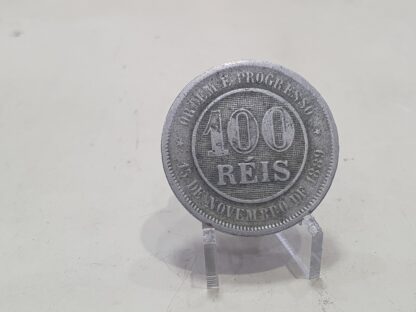 ORDEM E PROGRESSO
100
RÉIS
15 DE NOVEMBRO DE 1889